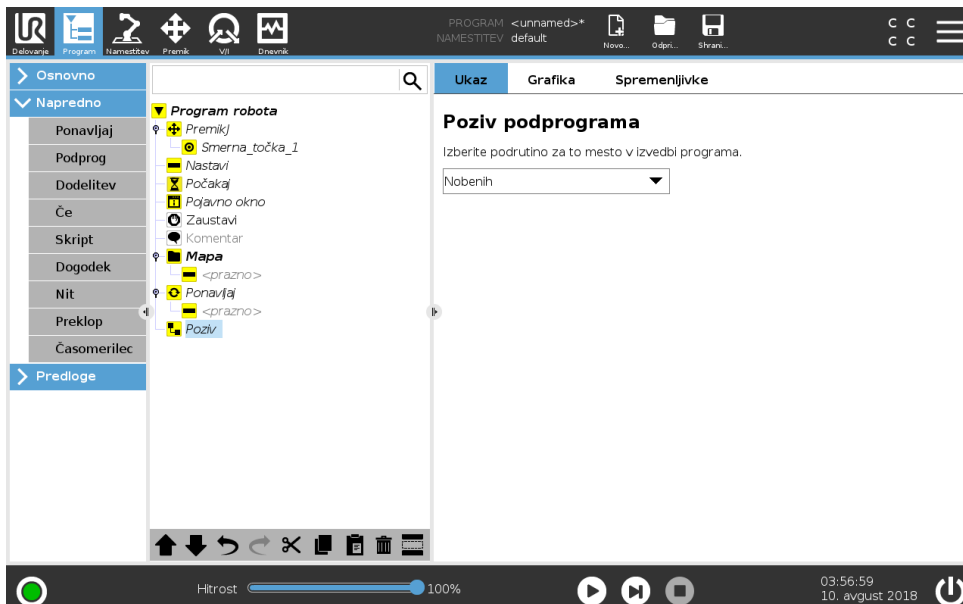 UR
PROGRAM <unnamed>*
NAMESTITEV default
Delovanje Program Namestitev Premik V/I Dnevnik Novo... Odpri... Shrani...
C C
C C
Osnovno
Napredno
Ponavljaj
Podprog
Dodelitev
Če
Skript
Dogodek
Nit
Preklop
Časomerilec
Predloge
Program robota
PremikJ
Smerna_točka_1
Nastavi
Počakaj
Pojavno okno
Zaustavi
Komentar
Mapa
<prazno>
Ponavljaj
<prazno>
Poziv
Ukaz Grafika Spremenljivke
Poziv podprograma
Izberite podrutino za to mesto v izvedbi programa.
Nobenih
Hitrost 100%
03:56:59
10. avgust 2018